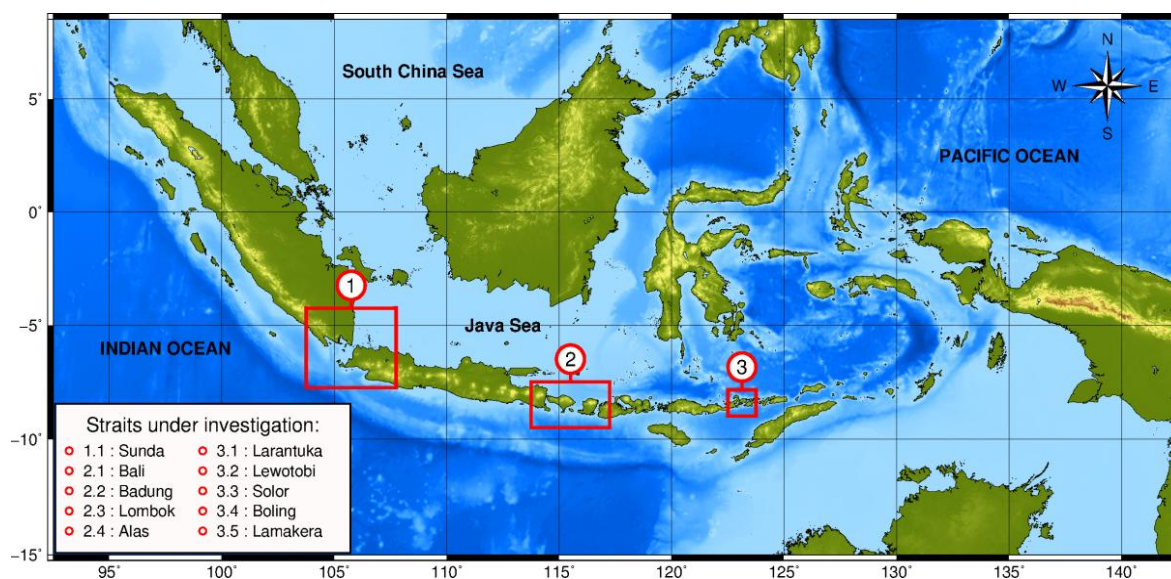 South China Sea
N
W E
S
5°
PACIFIC OCEAN
0°
1
−5°
Java Sea
INDIAN OCEAN
2
3
−10°
Straits under investigation:
1.1 : Sunda
2.1 : Bali
2.2 : Badung
2.3 : Lombok
2.4 : Alas
3.1 : Larantuka
3.2 : Lewotobi
3.3 : Solor
3.4 : Boling
3.5 : Lamakera
−15°
95° 100° 105° 110° 115° 120° 125° 130° 135° 140°